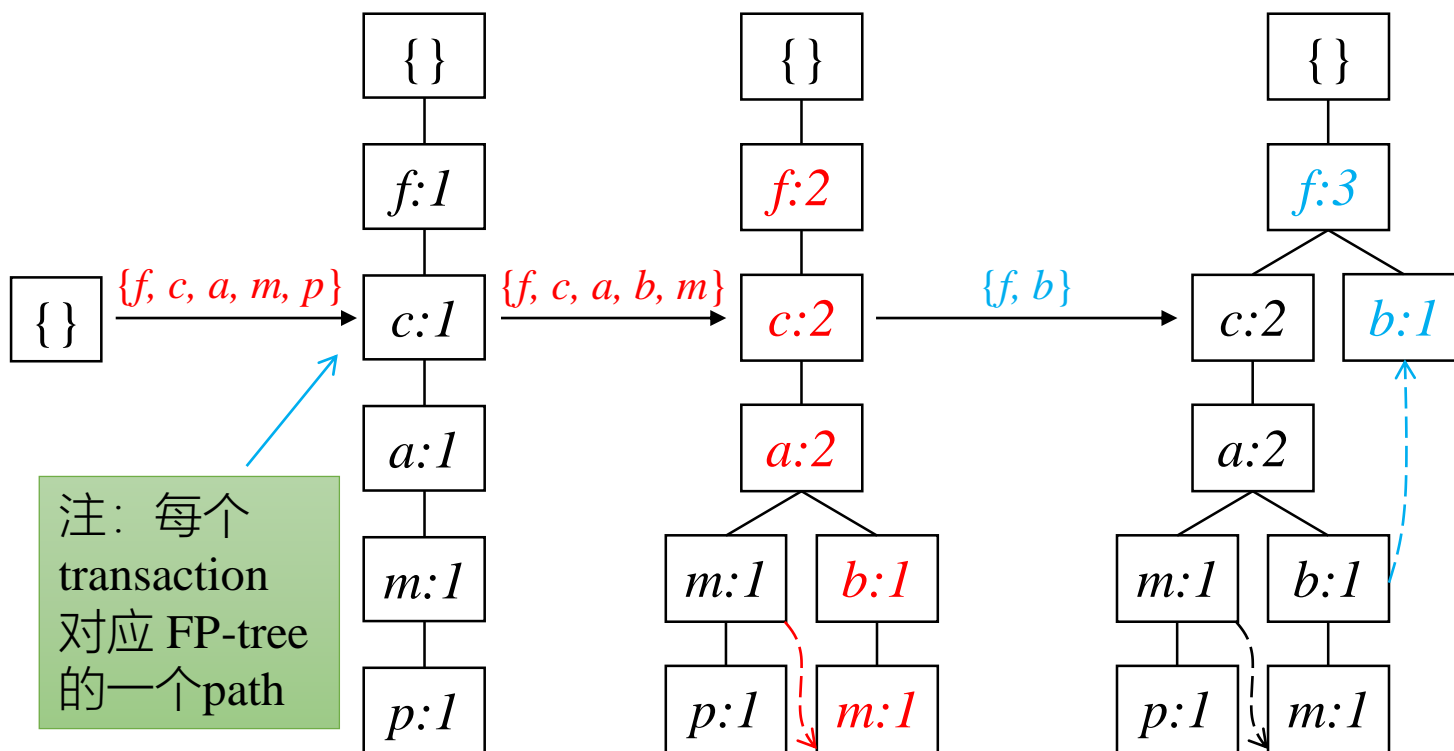 {}
{}
{}
f:1
f:2
f:3
{f, c, a, m, p}
{f, c, a, b, m}
{f, b}
{}
c:1
c:2
c:2
b:1
a:1
a:2
a:2
注：每个
transaction
对应 FP-tree
的一个path
m:1
m:1
b:1
m:1
b:1
p:1
p:1
m:1
p:1
m:1